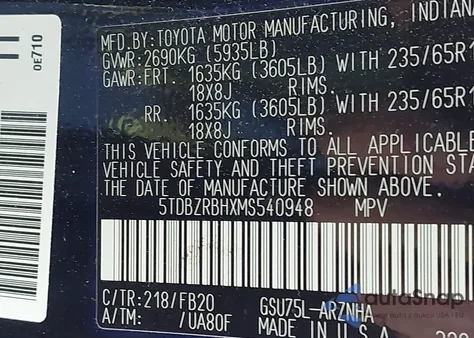 MFD.BY:TOYOTA MOTOR MANUFACTURING, INDIAN
GVWR:2690KG (5935LB)
GAWR:FRT. 1635KG (3605LB) WITH 235/65R1
18X8J RIMS.
RR. 1635KG (3605LB) WITH 235/65R1
18X8J RIMS.
THIS VEHICLE CONFORMS TO ALL APPLICABLE
VEHICLE SAFETY AND THEFT PREVENTION STA
THE DATE OF MANUFACTURE SHOWN ABOVE.
5TDBZRBHXMS540948 MPV
C/TR:218/FB20 GSU75L-ARZNHA
A/TM: /UA80F MADE IN U.S.A
0E710
autoSnap